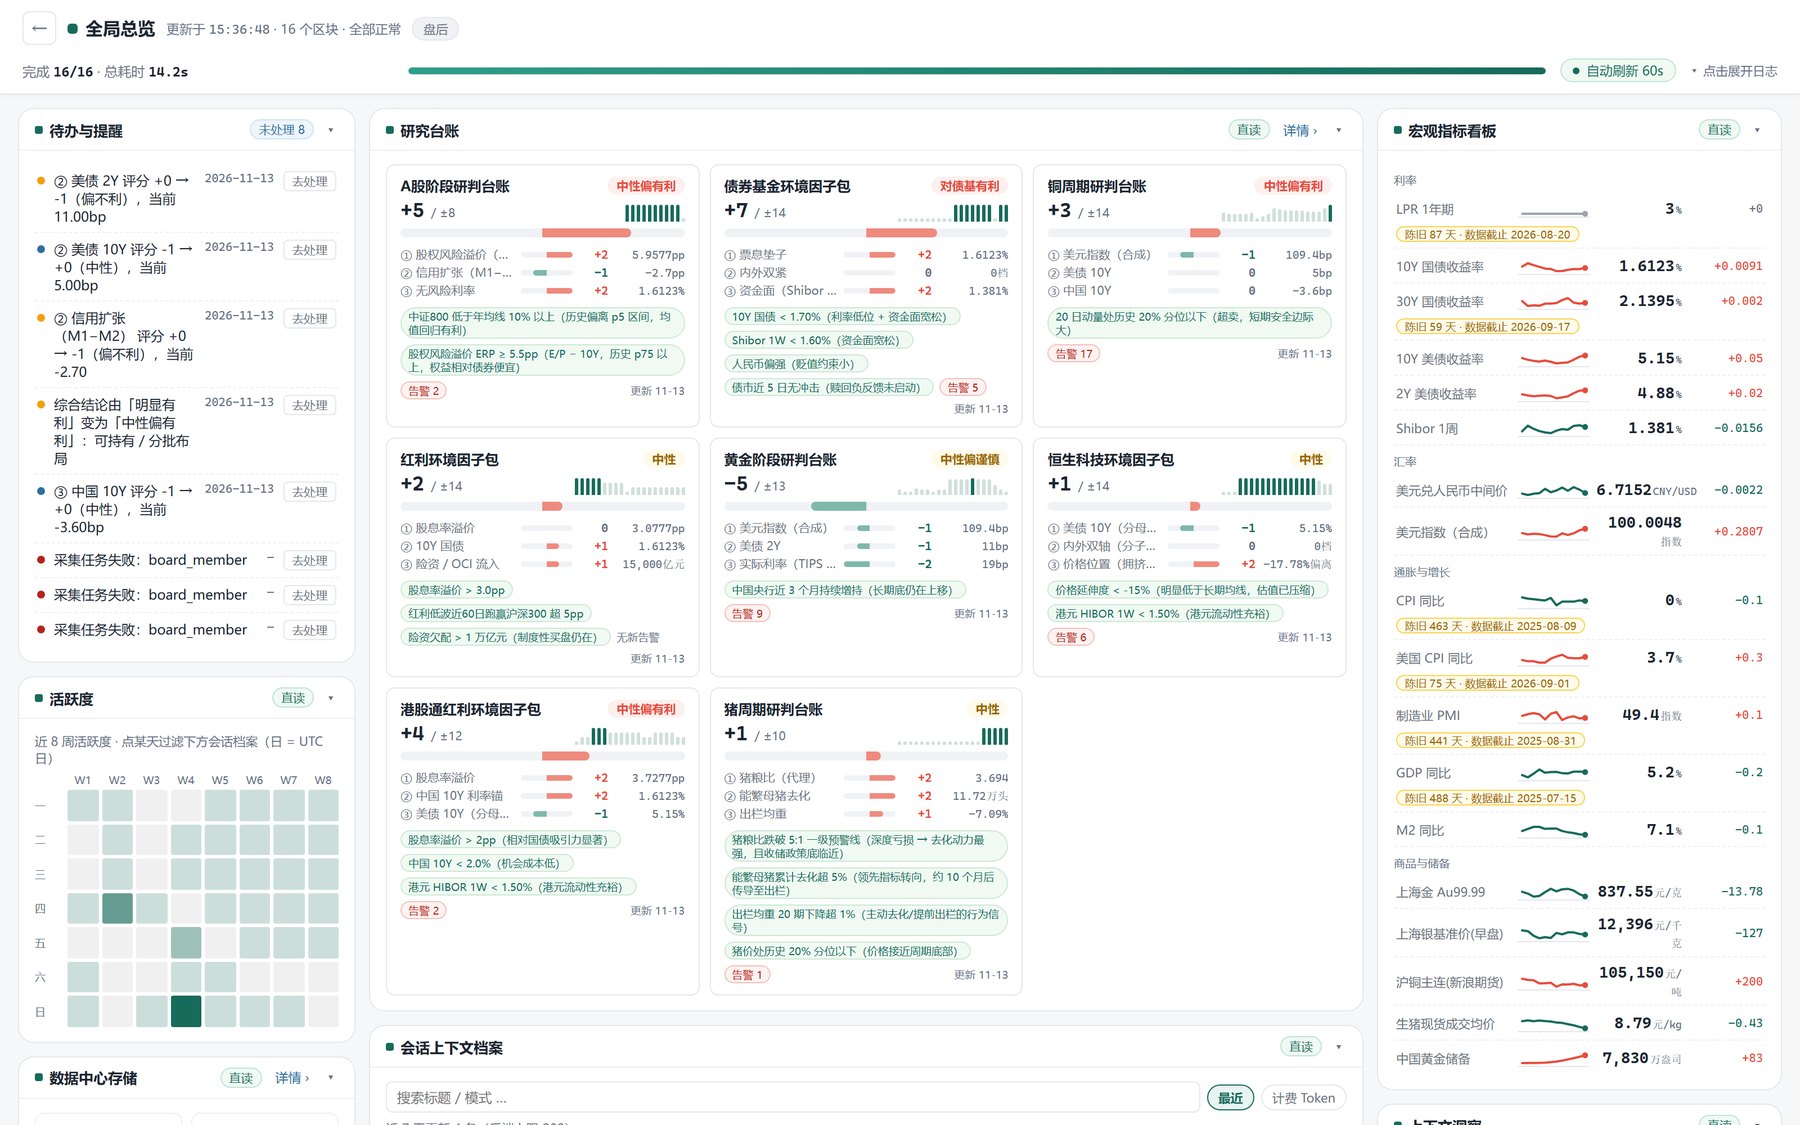 ← 全局总览 更新于 15:36:48 · 16 个区块 · 全部正常 盘后
完成 16/16 · 总耗时 14.2s
自动刷新 60s
点击展开日志
待办与提醒 未处理 8
② 美债 2Y 评分 +0 →
-1（偏不利），当前
11.00bp
2026-11-13 去处理
② 美债 10Y 评分 -1 →
+0（中性），当前
5.00bp
2026-11-13 去处理
② 信用扩张
（M1−M2） 评分 +0
→ -1（偏不利），当前
-2.70
2026-11-13 去处理
综合结论由「明显有
利」变为「中性偏有
利」：可持有 / 分批布
局
2026-11-13 去处理
③ 中国 10Y 评分 -1 →
+0（中性），当前
-3.60bp
2026-11-13 去处理
采集任务失败：board_member — 去处理
采集任务失败：board_member — 去处理
采集任务失败：board_member — 去处理
活跃度 直读
近 8 周活跃度 · 点某天过滤下方会话档案（日 = UTC
日）
W1 W2 W3 W4 W5 W6 W7 W8
一
二
三
四
五
六
日
数据中心存储 直读 详情 ›
研究台账 直读 详情 ›
A股阶段研判台账 中性偏有利
+5 / ±8
① 股权风险溢价（... +2 5.9577pp
② 信用扩张（M1−... −1 −2.7pp
③ 无风险利率 +2 1.6123%
中证800 低于年均线 10% 以上（历史偏离 p5 区间，均
值回归有利）
股权风险溢价 ERP ≥ 5.5pp（E/P − 10Y，历史 p75 以
上，权益相对债券便宜）
告警 2 更新 11-13
债券基金环境因子包 对债基有利
+7 / ±14
① 票息垫子 +2 1.6123%
② 内外双紧 0 0档
③ 资金面（Shibor ... +2 1.381%
10Y 国债 < 1.70%（利率低位 + 资金面宽松）
Shibor 1W < 1.60%（资金面宽松）
人民币偏强（贬值约束小）
债市近 5 日无冲击（赎回负反馈未启动） 告警 5
更新 11-13
铜周期研判台账 中性偏有利
+3 / ±14
① 美元指数（合成） −1 109.4bp
② 美债 10Y 0 5bp
③ 中国 10Y 0 −3.6bp
20 日动量处历史 20% 分位以下（超卖，短期安全边际
大）
告警 17 更新 11-13
红利环境因子包 中性
+2 / ±14
① 股息率溢价 0 3.0777pp
② 10Y 国债 +1 1.6123%
③ 险资 / OCI 流入 +1 15,000亿元
股息率溢价 > 3.0pp
红利低波近60日跑赢沪深300 超 5pp
险资欠配 > 1 万亿元（制度性买盘仍在） 无新告警
更新 11-13
黄金阶段研判台账 中性偏谨慎
−5 / ±13
① 美元指数（合成） −1 109.4bp
② 美债 2Y −1 11bp
③ 实际利率（TIPS ... −2 19bp
中国央行近 3 个月持续增持（长期底仍在上移）
告警 9 更新 11-13
恒生科技环境因子包 中性
+1 / ±14
① 美债 10Y（分母... −1 5.15%
② 内外双轴（分子... 0 0档
③ 价格位置（拥挤... +2 −17.78%偏离
价格延伸度 < -15%（明显低于长期均线，估值已压缩）
港元 HIBOR 1W < 1.50%（港元流动性充裕）
告警 6 更新 11-13
港股通红利环境因子包 中性偏有利
+4 / ±12
① 股息率溢价 +2 3.7277pp
② 中国 10Y 利率锚 +2 1.6123%
③ 美债 10Y（分母... −1 5.15%
股息率溢价 > 2pp（相对国债吸引力显著）
中国 10Y < 2.0%（机会成本低）
港元 HIBOR 1W < 1.50%（港元流动性充裕）
告警 2 更新 11-13
猪周期研判台账 中性
+1 / ±10
① 猪粮比（代理） +2 3.694
② 能繁母猪去化 +2 11.72万头
③ 出栏均重 +1 −7.09%
猪粮比跌破 5:1 一级预警线（深度亏损 → 去化动力最
强，且收储政策底临近）
能繁母猪累计去化超 5%（领先指标转向，约 10 个月后
传导至出栏）
出栏均重 20 期下降超 1%（主动去化/提前出栏的行为信
号）
猪价处历史 20% 分位以下（价格接近周期底部）
告警 1 更新 11-13
会话上下文档案 直读
搜索标题 / 模式 ... 最近 计费 Token
宏观指标看板 直读
利率
LPR 1年期 3% +0
陈旧 87 天 · 数据截止 2026-08-20
10Y 国债收益率 1.6123% +0.0091
30Y 国债收益率 2.1395% +0.002
陈旧 59 天 · 数据截止 2026-09-17
10Y 美债收益率 5.15% +0.05
2Y 美债收益率 4.88% +0.02
Shibor 1周 1.381% −0.0156
汇率
美元兑人民币中间价 6.7152CNY/USD −0.0022
美元指数（合成） 100.0048指数 +0.2807
通胀与增长
CPI 同比 0% −0.1
陈旧 463 天 · 数据截止 2025-08-09
美国 CPI 同比 3.7% +0.3
陈旧 75 天 · 数据截止 2026-09-01
制造业 PMI 49.4指数 +0.1
陈旧 441 天 · 数据截止 2025-08-31
GDP 同比 5.2% −0.2
陈旧 488 天 · 数据截止 2025-07-15
M2 同比 7.1% −0.1
商品与储备
上海金 Au99.99 837.55元/克 −13.78
上海银基准价(早盘) 12,396元/千克 −127
沪铜主连(新浪期货) 105,150元/吨 +200
生猪现货成交均价 8.79元/kg −0.43
中国黄金储备 7,830万盎司 +83
直读